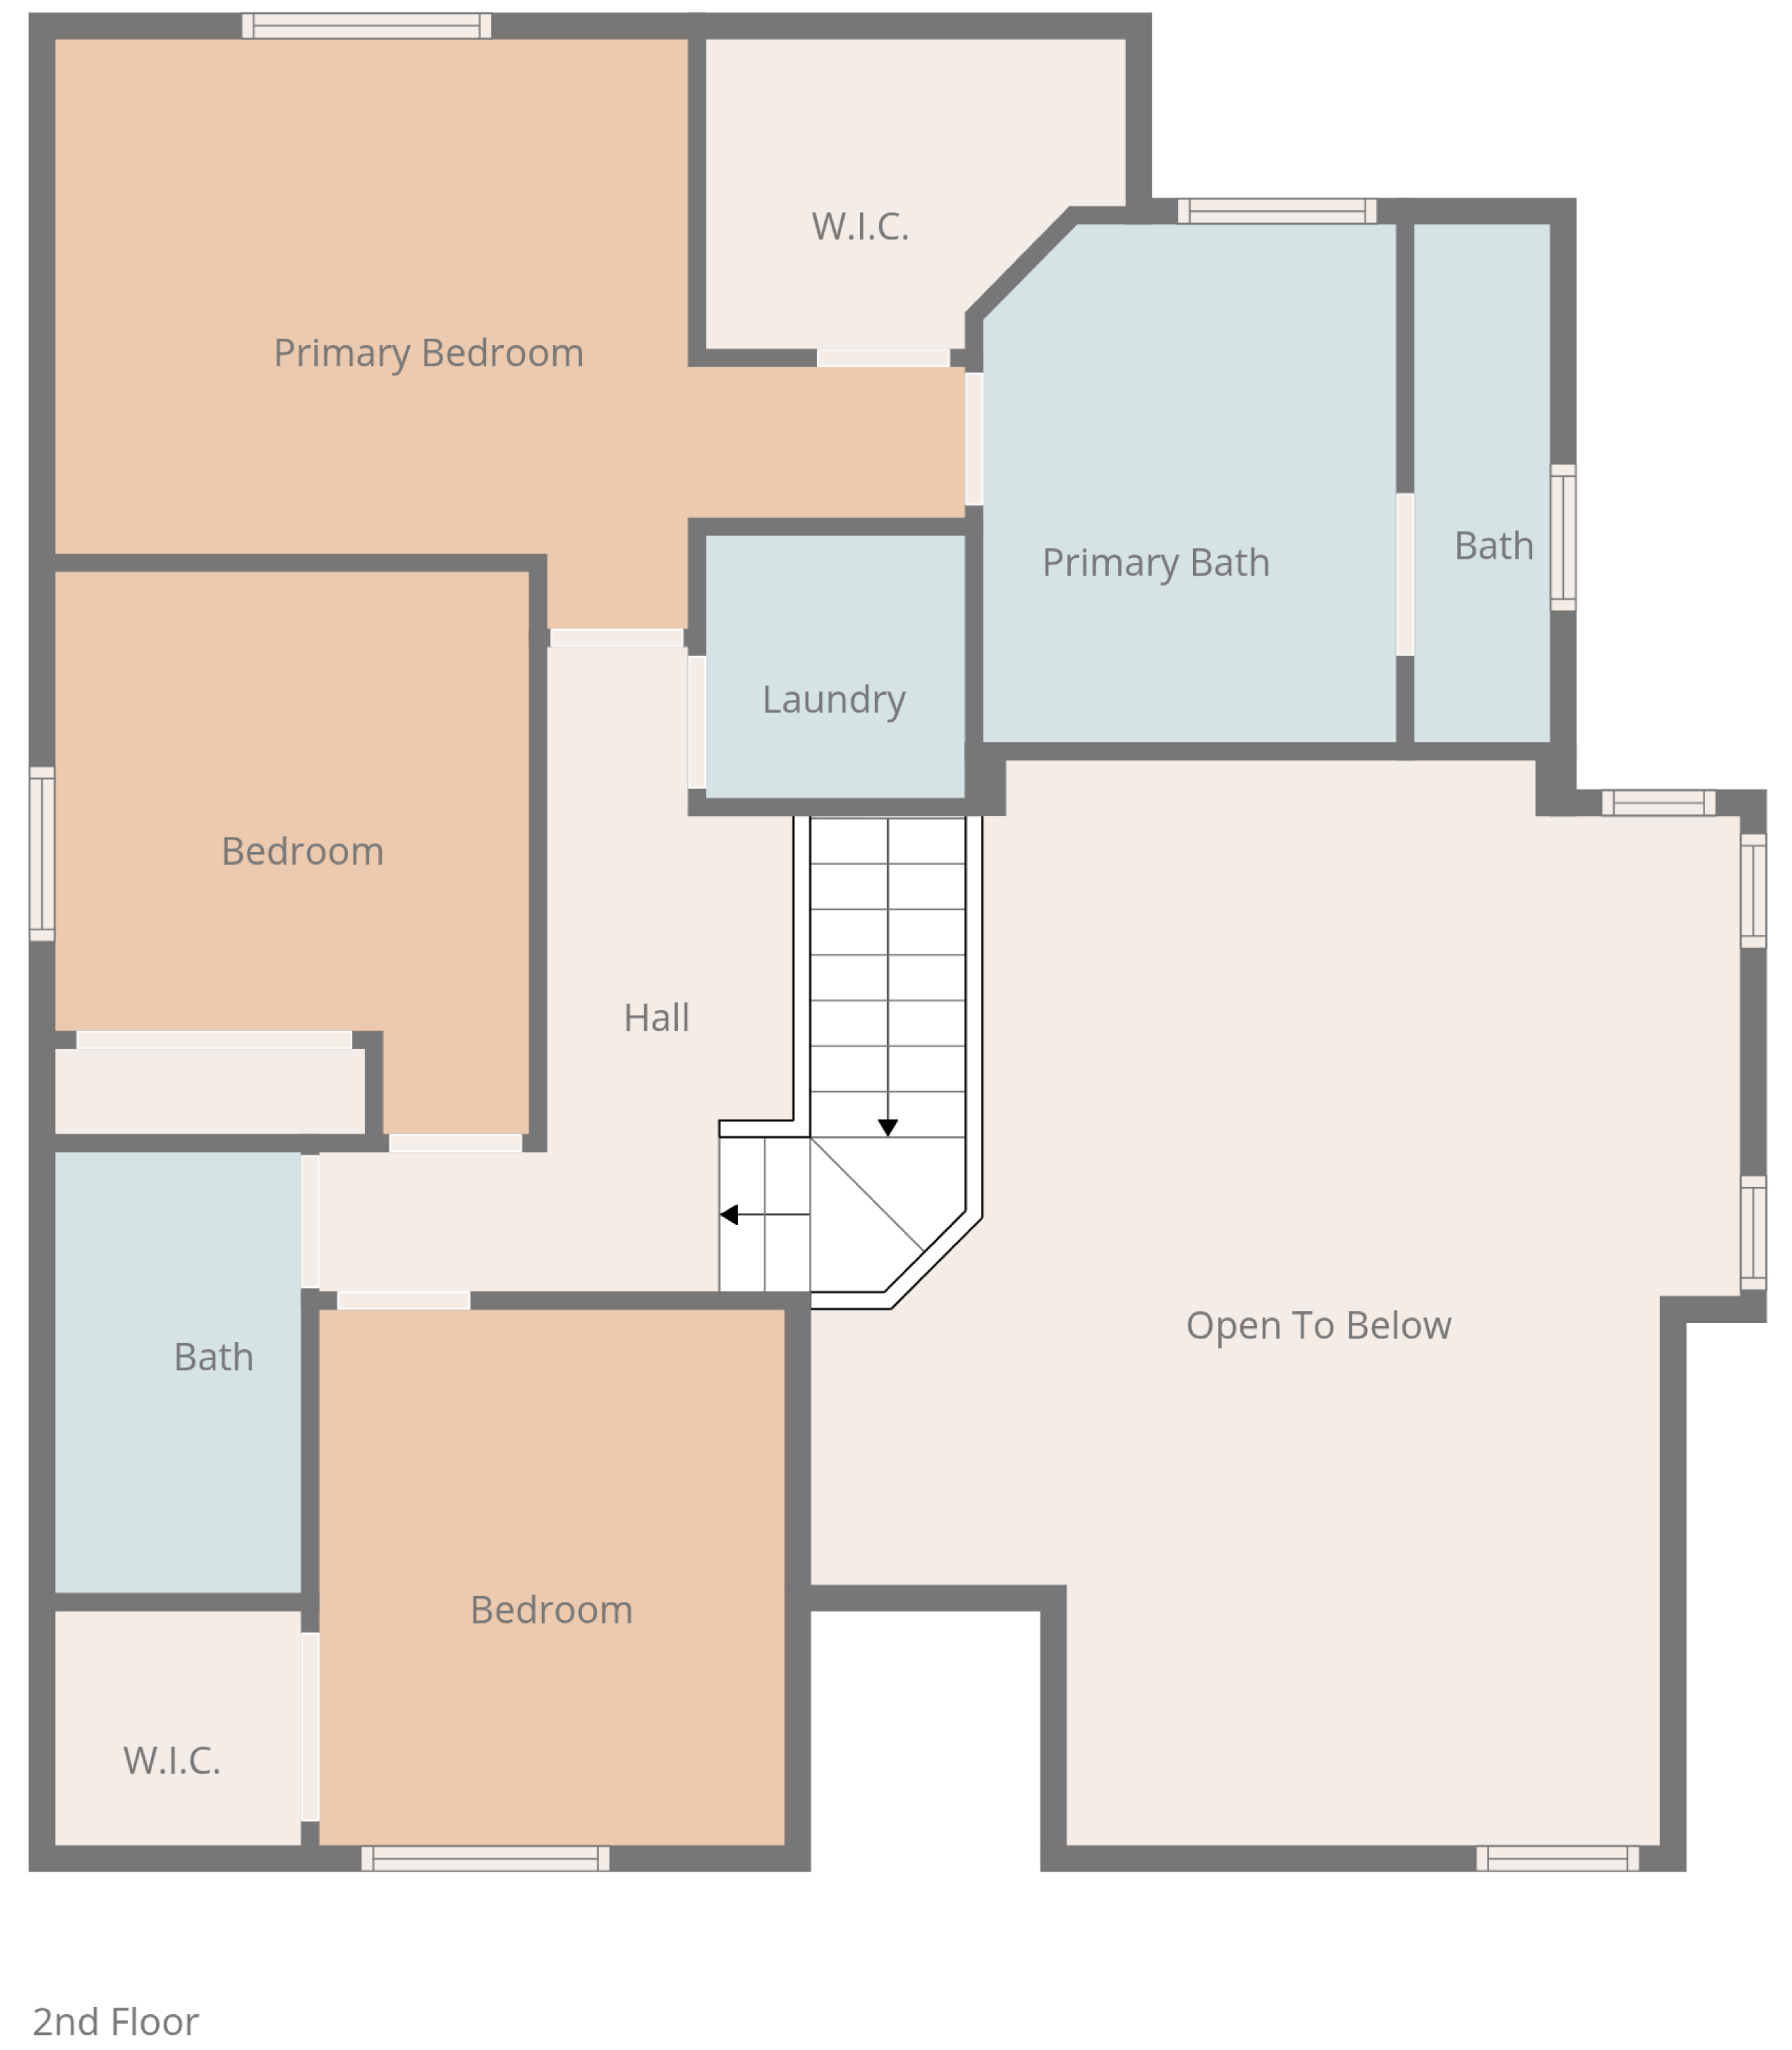 W.I.C.
Primary Bedroom
Bath
Primary Bath
Laundry
Bedroom
Hall
Open To Below
Bath
Bedroom
W.I.C.
2nd Floor